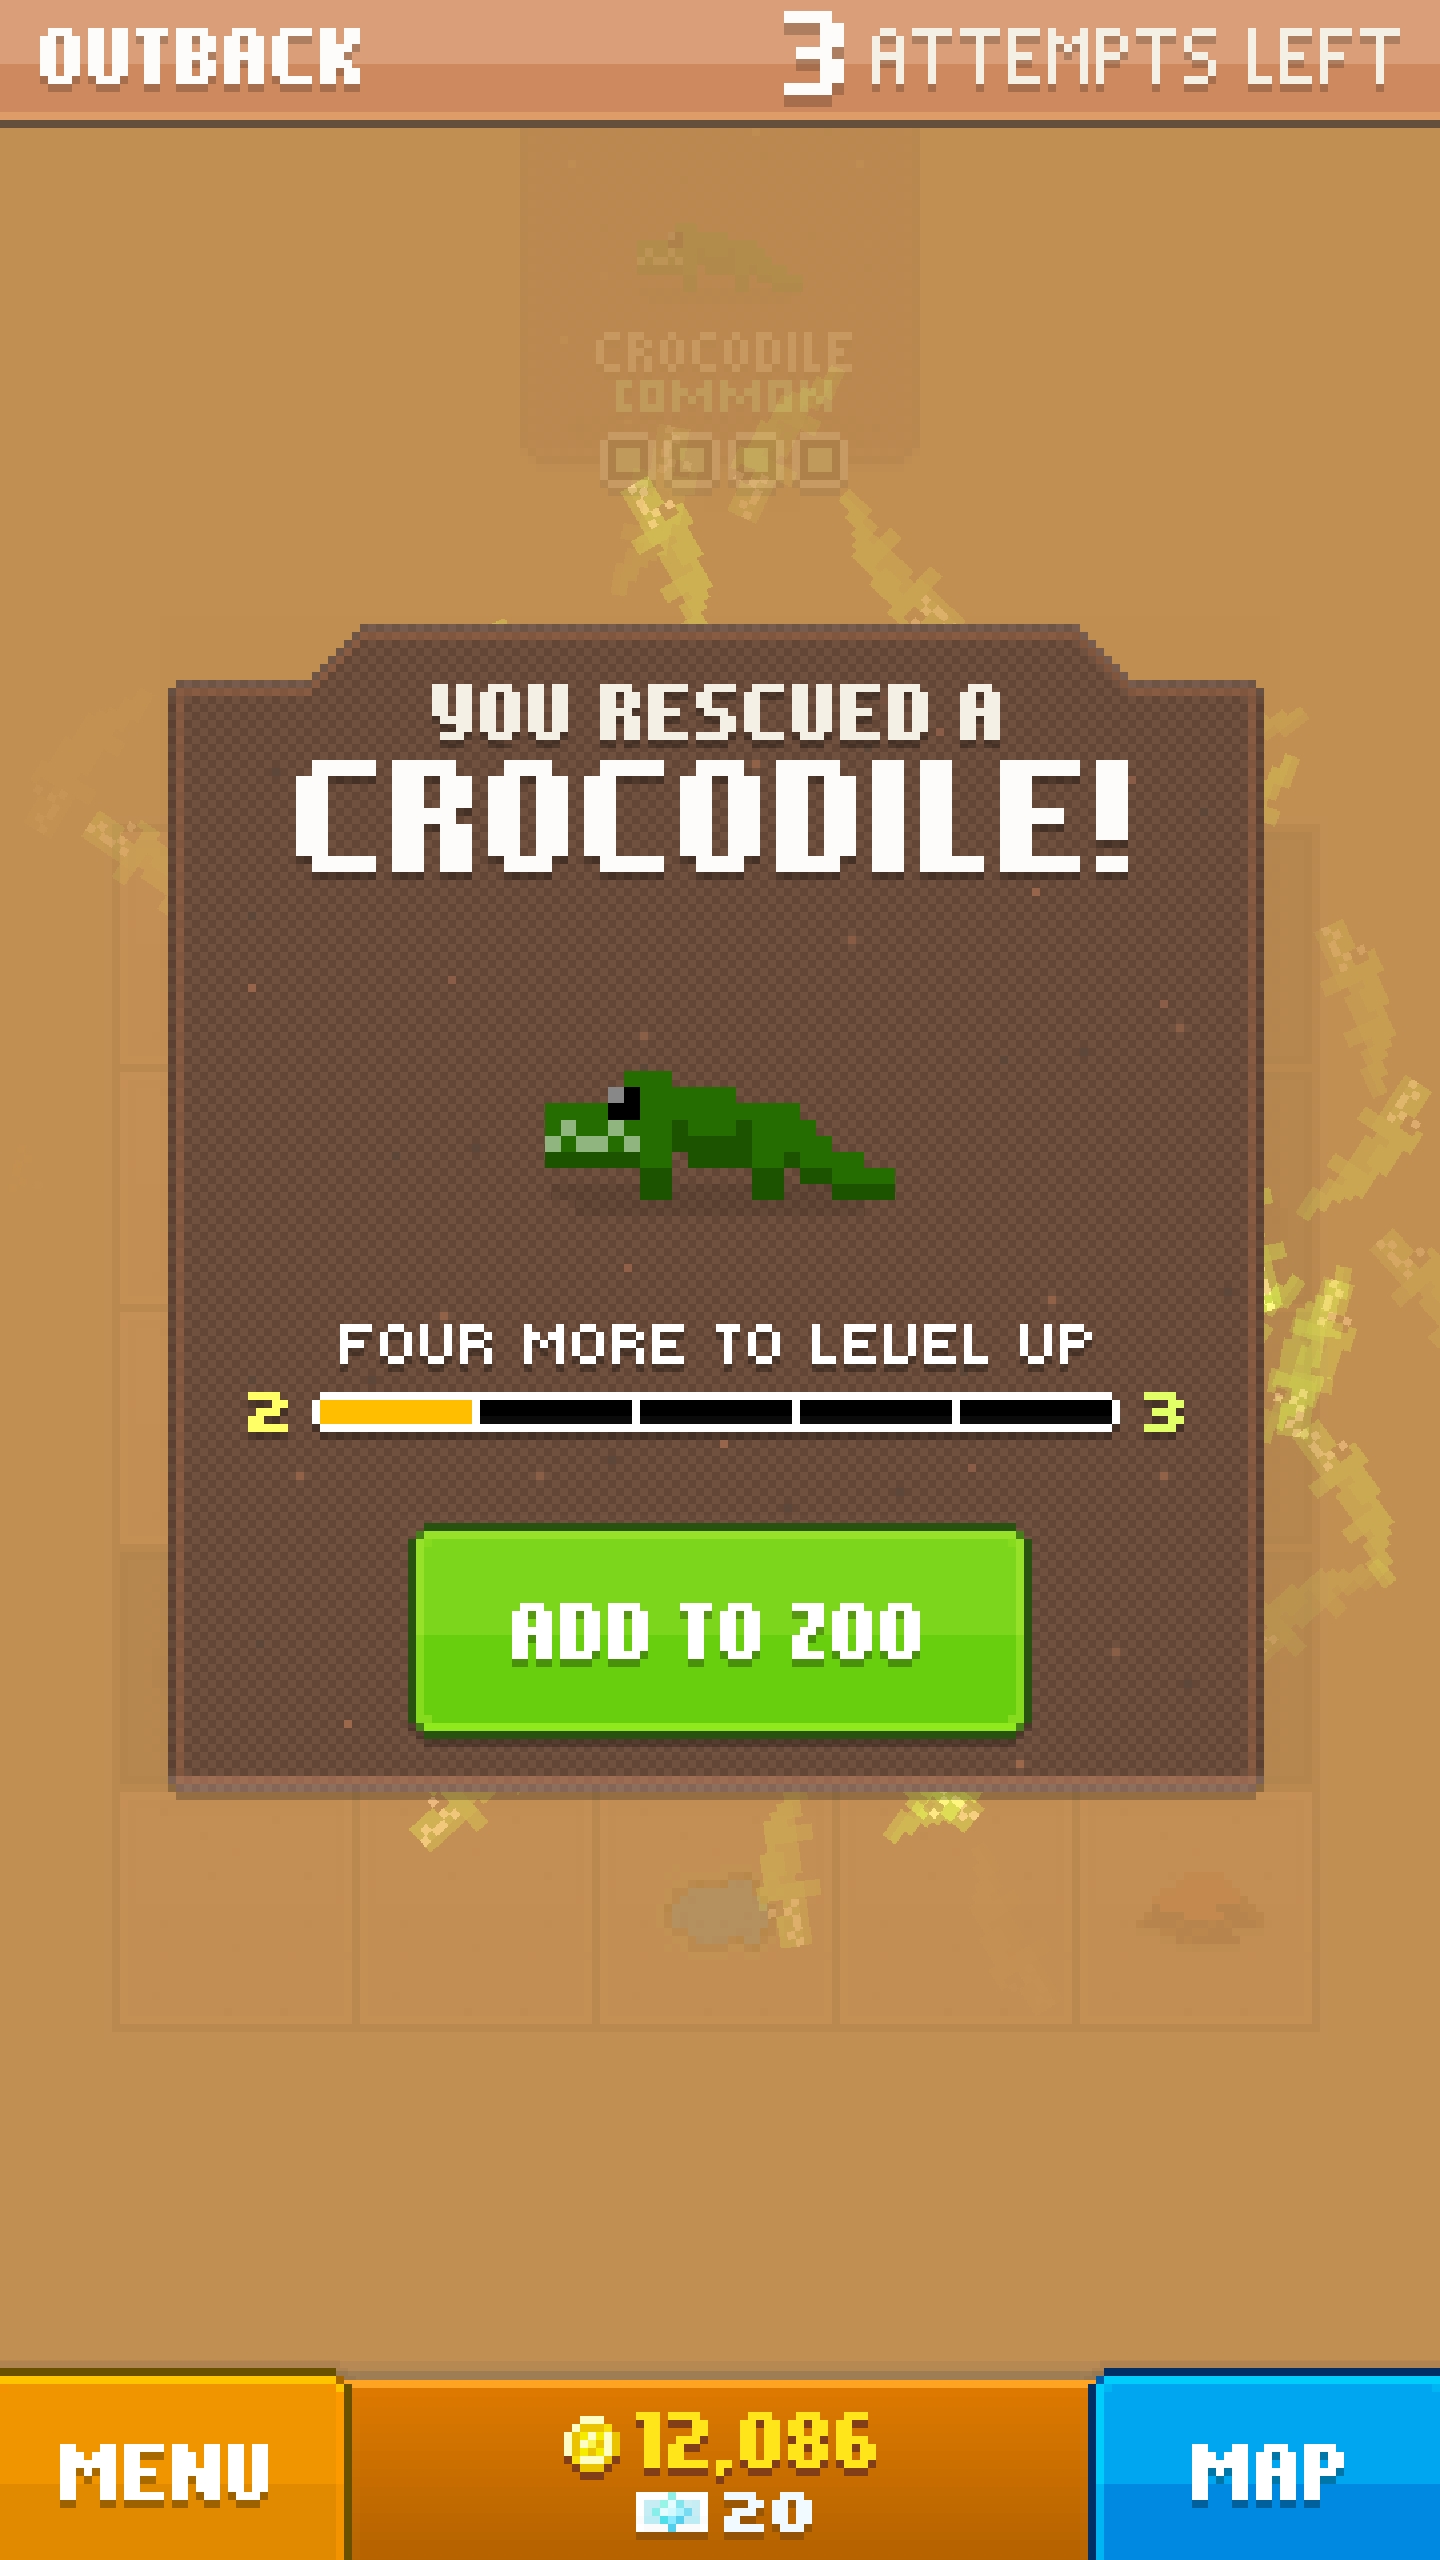 OUTBACK
3 ATTEMPTS LEFT
CROCODILE
COMMON
YOU RESCUED A
CROCODILE!
FOUR MORE TO LEVEL UP
2 3
ADD TO ZOO
MENU
12,086
20
MAP